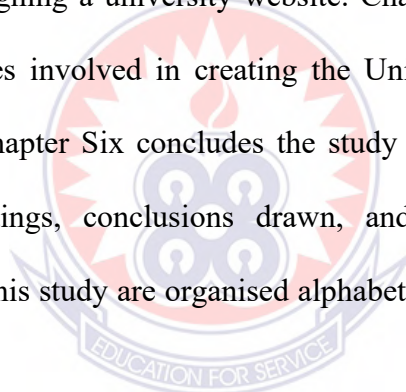 gning a university website. Cha
es involved in creating the Uni
hapter Six concludes the study
ings, conclusions drawn, and
his study are organised alphabet
EDUCATION FOR SERVICE